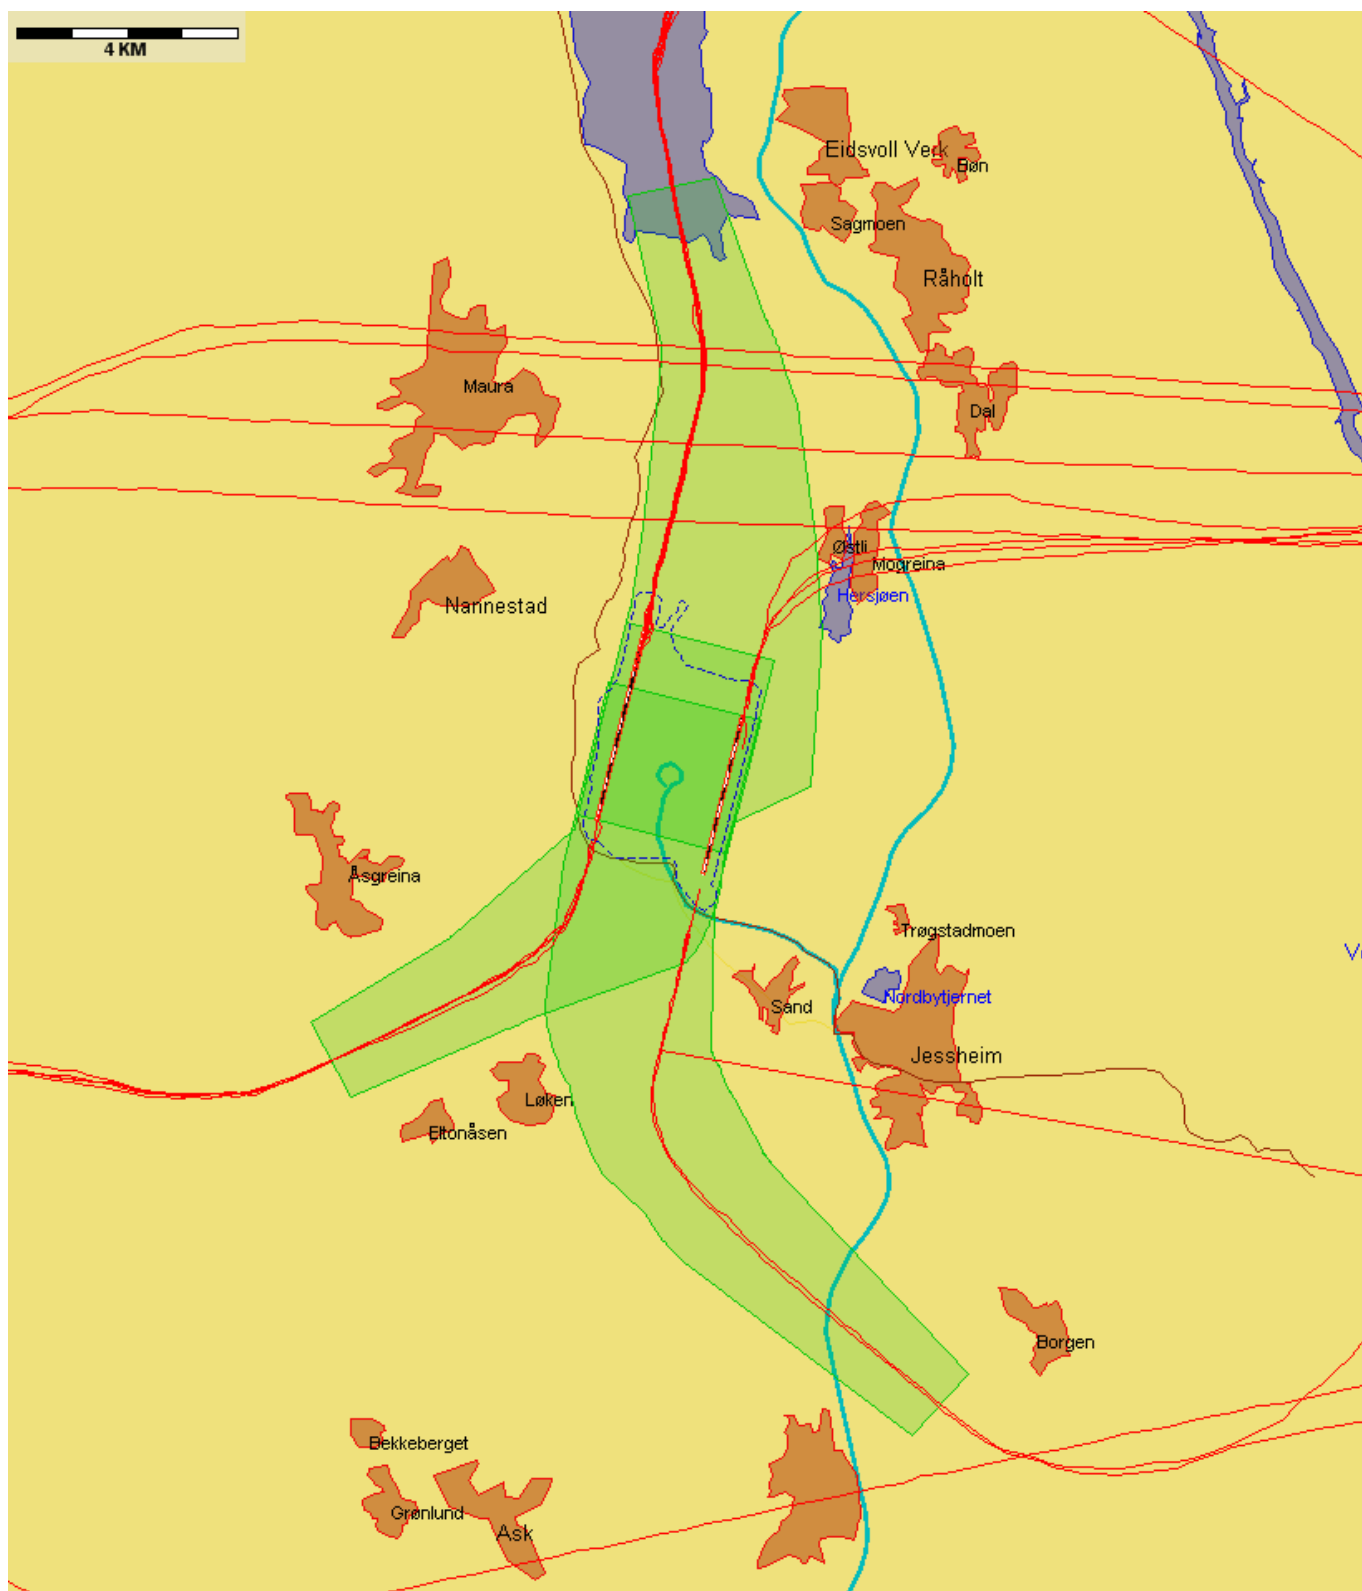 4 KM
Eidsvoll Verk
Bøn
Sagmoen
Råholt
Maura
Dal
Østli
Mogreina
Hersjøen
Nannestad
Åsgreina
Trøgstadmoen
Nordbytjernet
Sand
Jessheim
Løken
Eltonåsen
Borgen
Bekkeberget
Grønlund
Ask